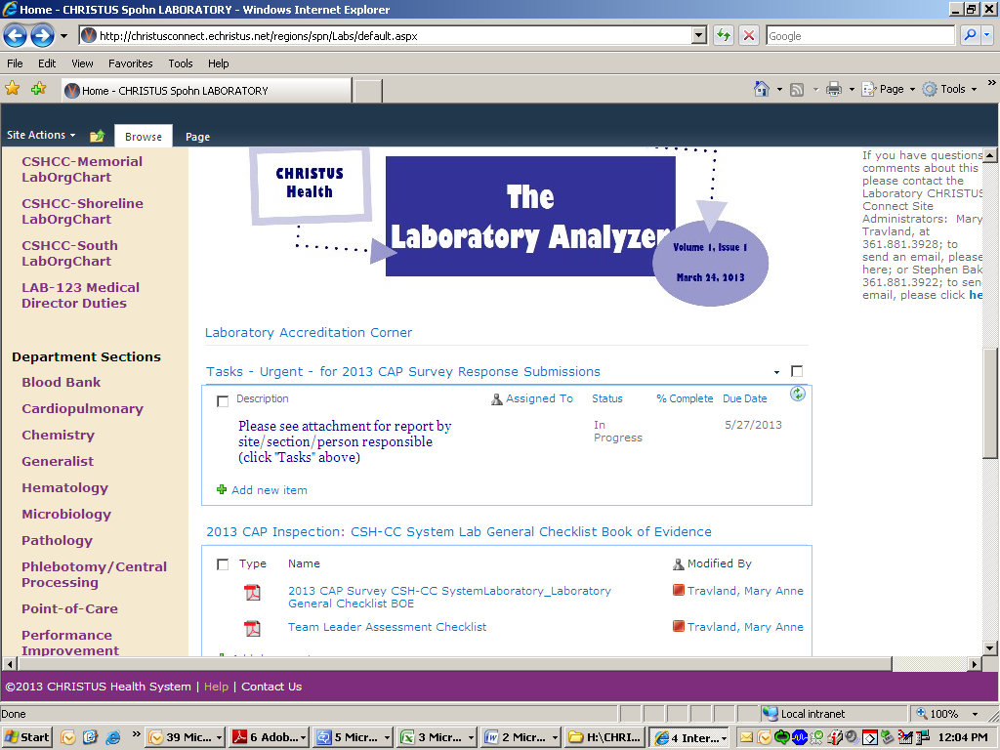 Home - CHRISTUS Spohn LABORATORY - Windows Internet Explorer
http://christusconnect.echristus.net/regions/spn/Labs/default.aspx
Google
File Edit View Favorites Tools Help
Home - CHRISTUS Spohn LABORATORY
Page Tools
Site Actions Browse Page
CSHCC-Memorial
LabOrgChart
CSHCC-Shoreline
LabOrgChart
CSHCC-South
LabOrgChart
LAB-123 Medical
Director Duties
Department Sections
Blood Bank
Cardiopulmonary
Chemistry
Generalist
Hematology
Microbiology
Pathology
Phlebotomy/Central
Processing
Point-of-Care
Performance
Improvement
CHRISTUS
Health
The
Laboratory Analyzer
Volume 1, Issue 1
March 24, 2013
Laboratory Accreditation Corner
Tasks - Urgent - for 2013 CAP Survey Response Submissions
Description Assigned To Status % Complete Due Date
Please see attachment for report by
site/section/person responsible
(click "Tasks" above)
In
Progress
5/27/2013
Add new item
2013 CAP Inspection: CSH-CC System Lab General Checklist Book of Evidence
Type Name Modified By
2013 CAP Survey CSH-CC SystemLaboratory_Laboratory
General Checklist BOE
Travland, Mary Anne
Team Leader Assessment Checklist
Travland, Mary Anne
If you have questions
comments about this
please contact the
Laboratory CHRISTUS
Connect Site
Administrators: Mary
Travland, at
361.881.3928; to
send an email, please
here; or Stephen Bak
361.881.3922; to sen
email, please click he
©2013 CHRISTUS Health System | Help | Contact Us
Done
Local intranet
100%
Start
39 Mic...
6 Adob...
5 Micr...
3 Micr...
2 Micr...
H:\CHRI...
4 Inter...
12:04 PM